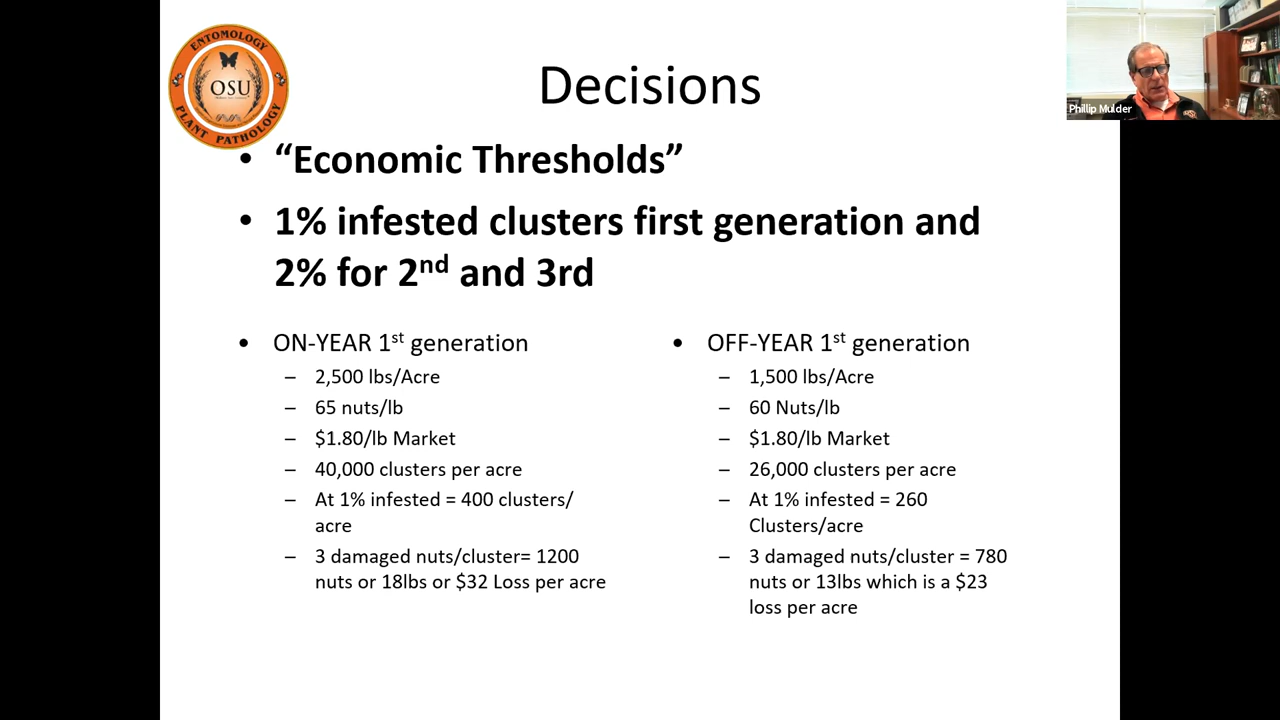 ENTOMOLOGY
OSU
PLANT PATHOLOGY
Decisions
Phillip Mulder
• “Economic Thresholds”
• 1% infested clusters first generation and
2% for 2nd and 3rd
• ON-YEAR 1st generation
– 2,500 lbs/Acre
– 65 nuts/lb
– $1.80/lb Market
– 40,000 clusters per acre
– At 1% infested = 400 clusters/
acre
– 3 damaged nuts/cluster= 1200
nuts or 18lbs or $32 Loss per acre
• OFF-YEAR 1st generation
– 1,500 lbs/Acre
– 60 Nuts/lb
– $1.80/lb Market
– 26,000 clusters per acre
– At 1% infested = 260
Clusters/acre
– 3 damaged nuts/cluster = 780
nuts or 13lbs which is a $23
loss per acre